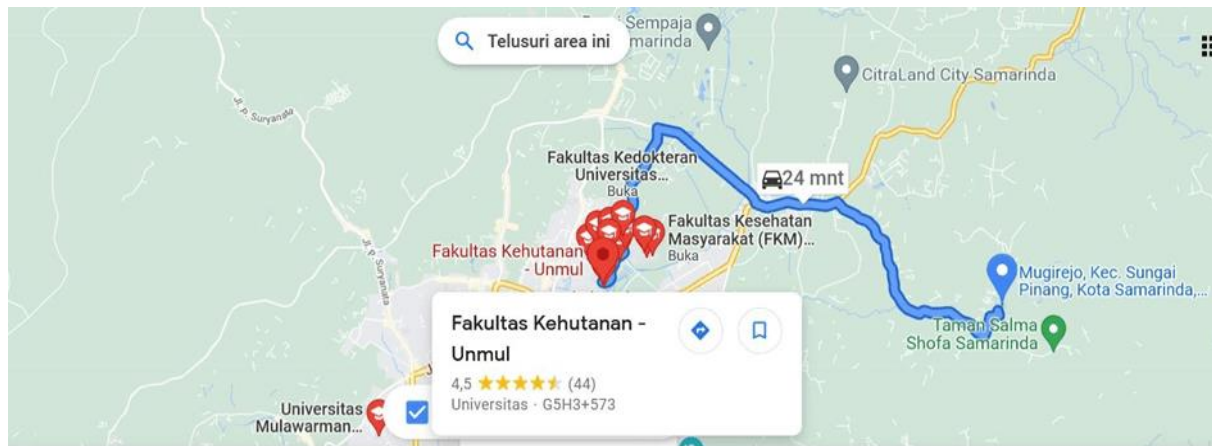 Sempaja
marinda
Telusuri area ini
CitraLand City Samarinda
Jl. P. Suryanata
Fakultas Kedokteran
Universitas...
Buka
24 mnt
Fakultas Kesehatan
Masyarakat (FKM)...
Buka
Fakultas Kehutanan
- Unmul
Jl. P. Suryanata
Mugirejo, Kec. Sungai
Pinang, Kota Samarinda,...
Taman Salma
Shofa Samarinda
Fakultas Kehutanan -
Unmul
4,5 (44)
Universitas · G5H3+573
Universitas
Mulawarman...